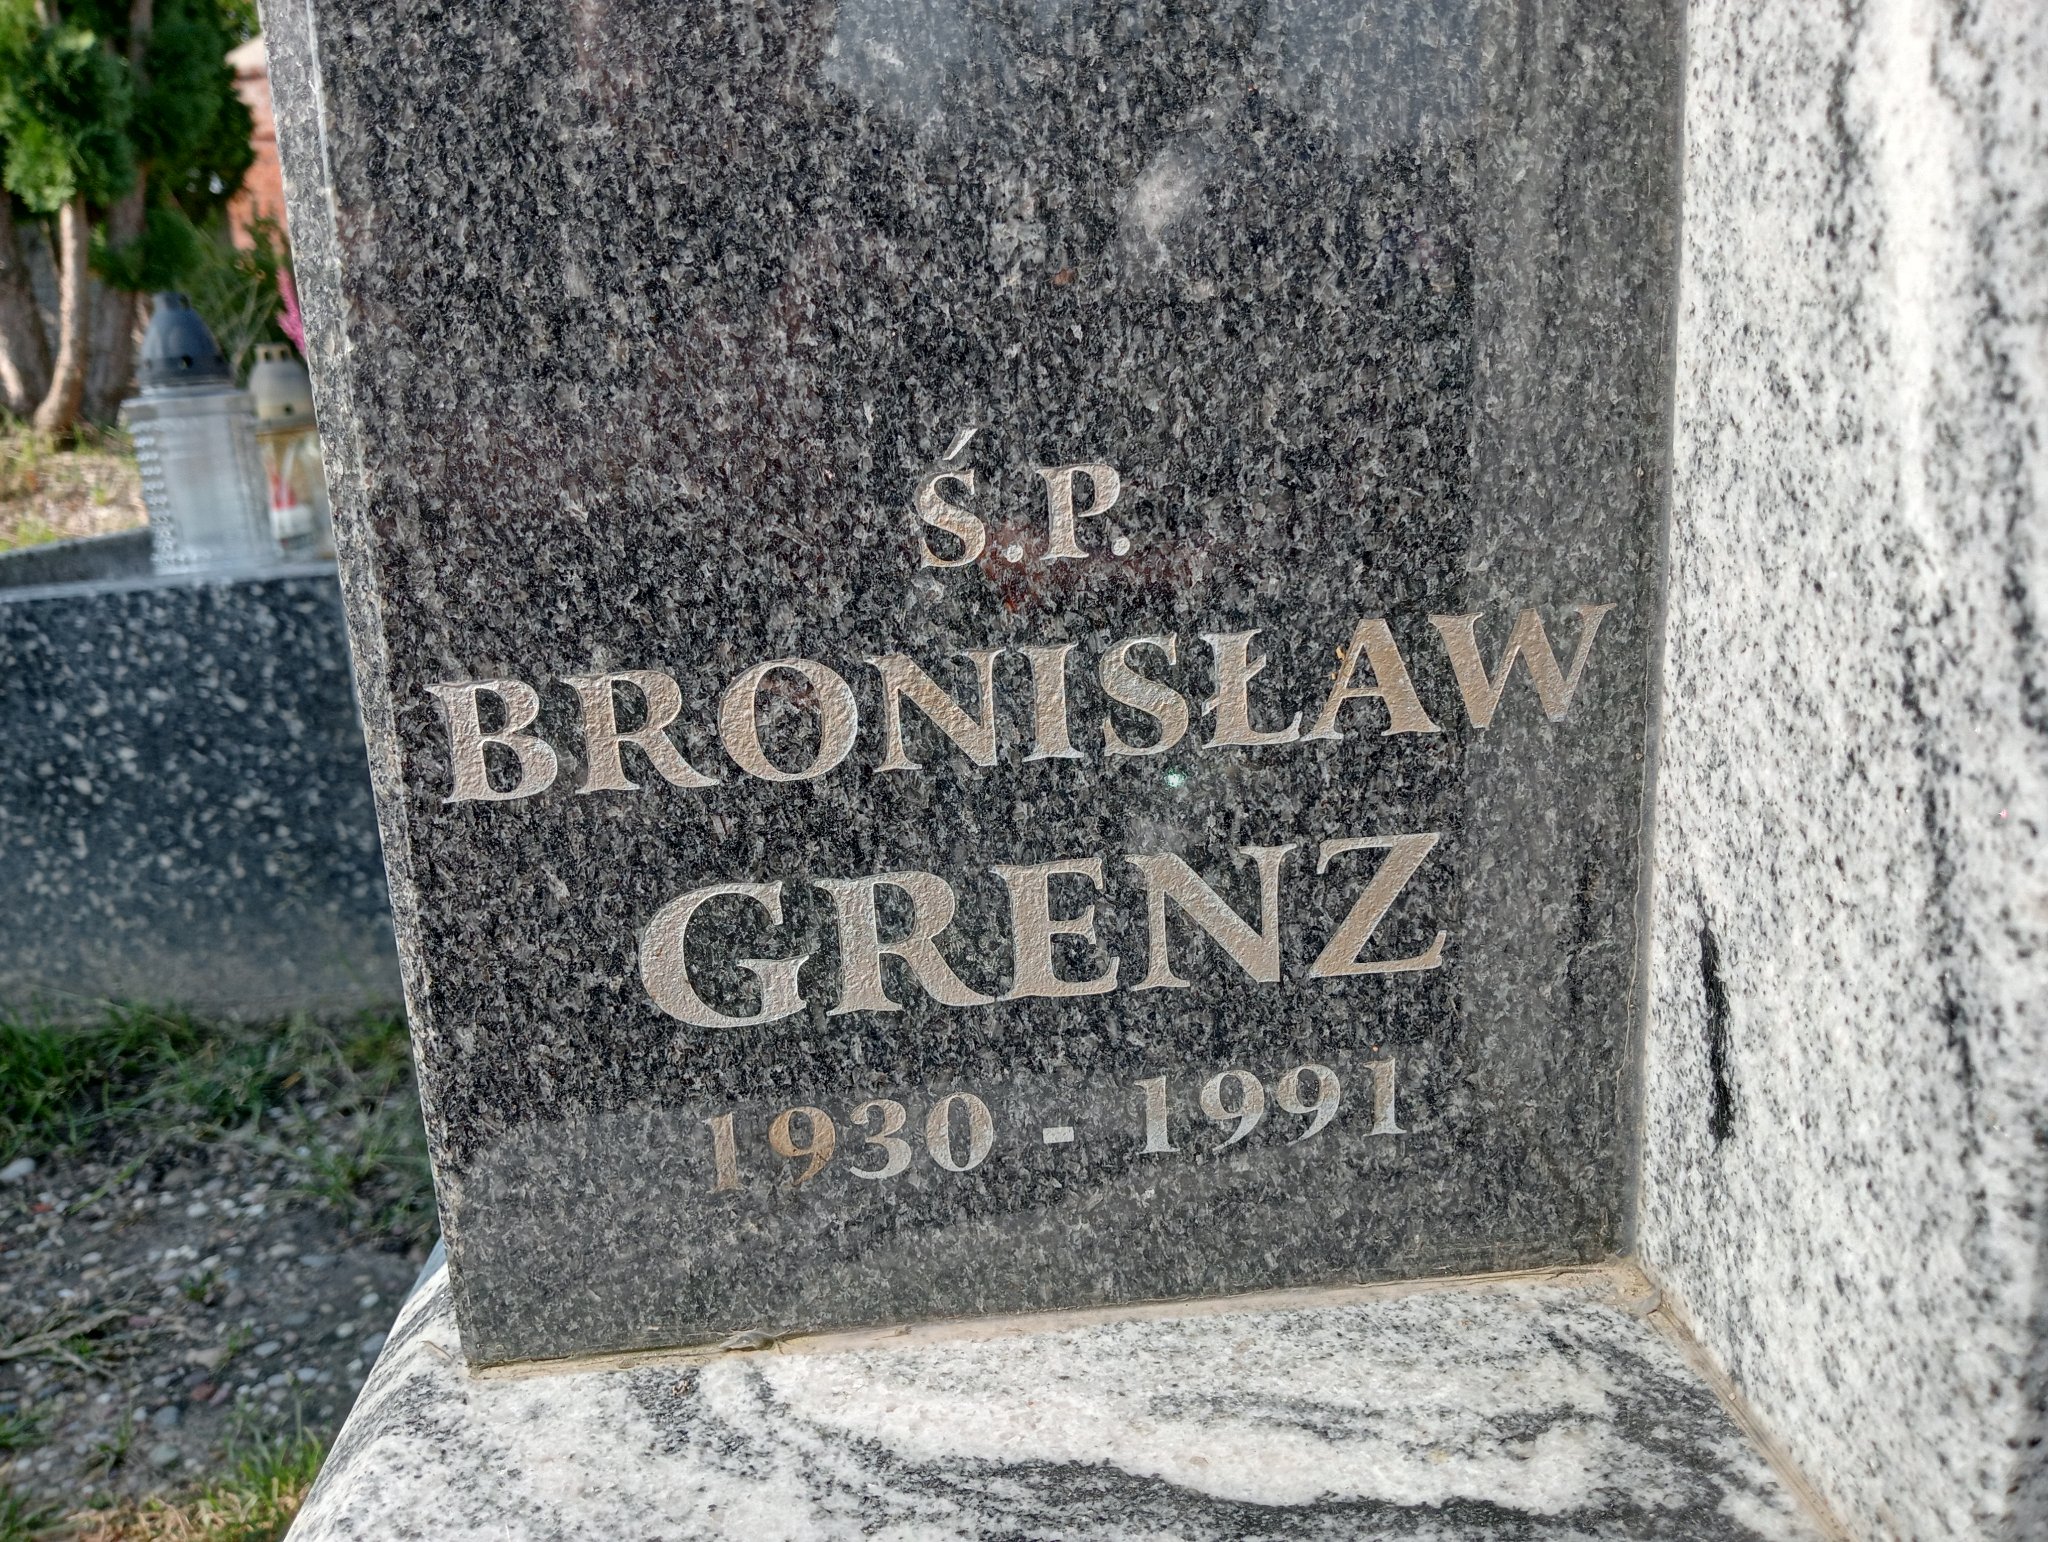 Ś.P.
BRONISŁAW
GRENZ
1930 - 1991